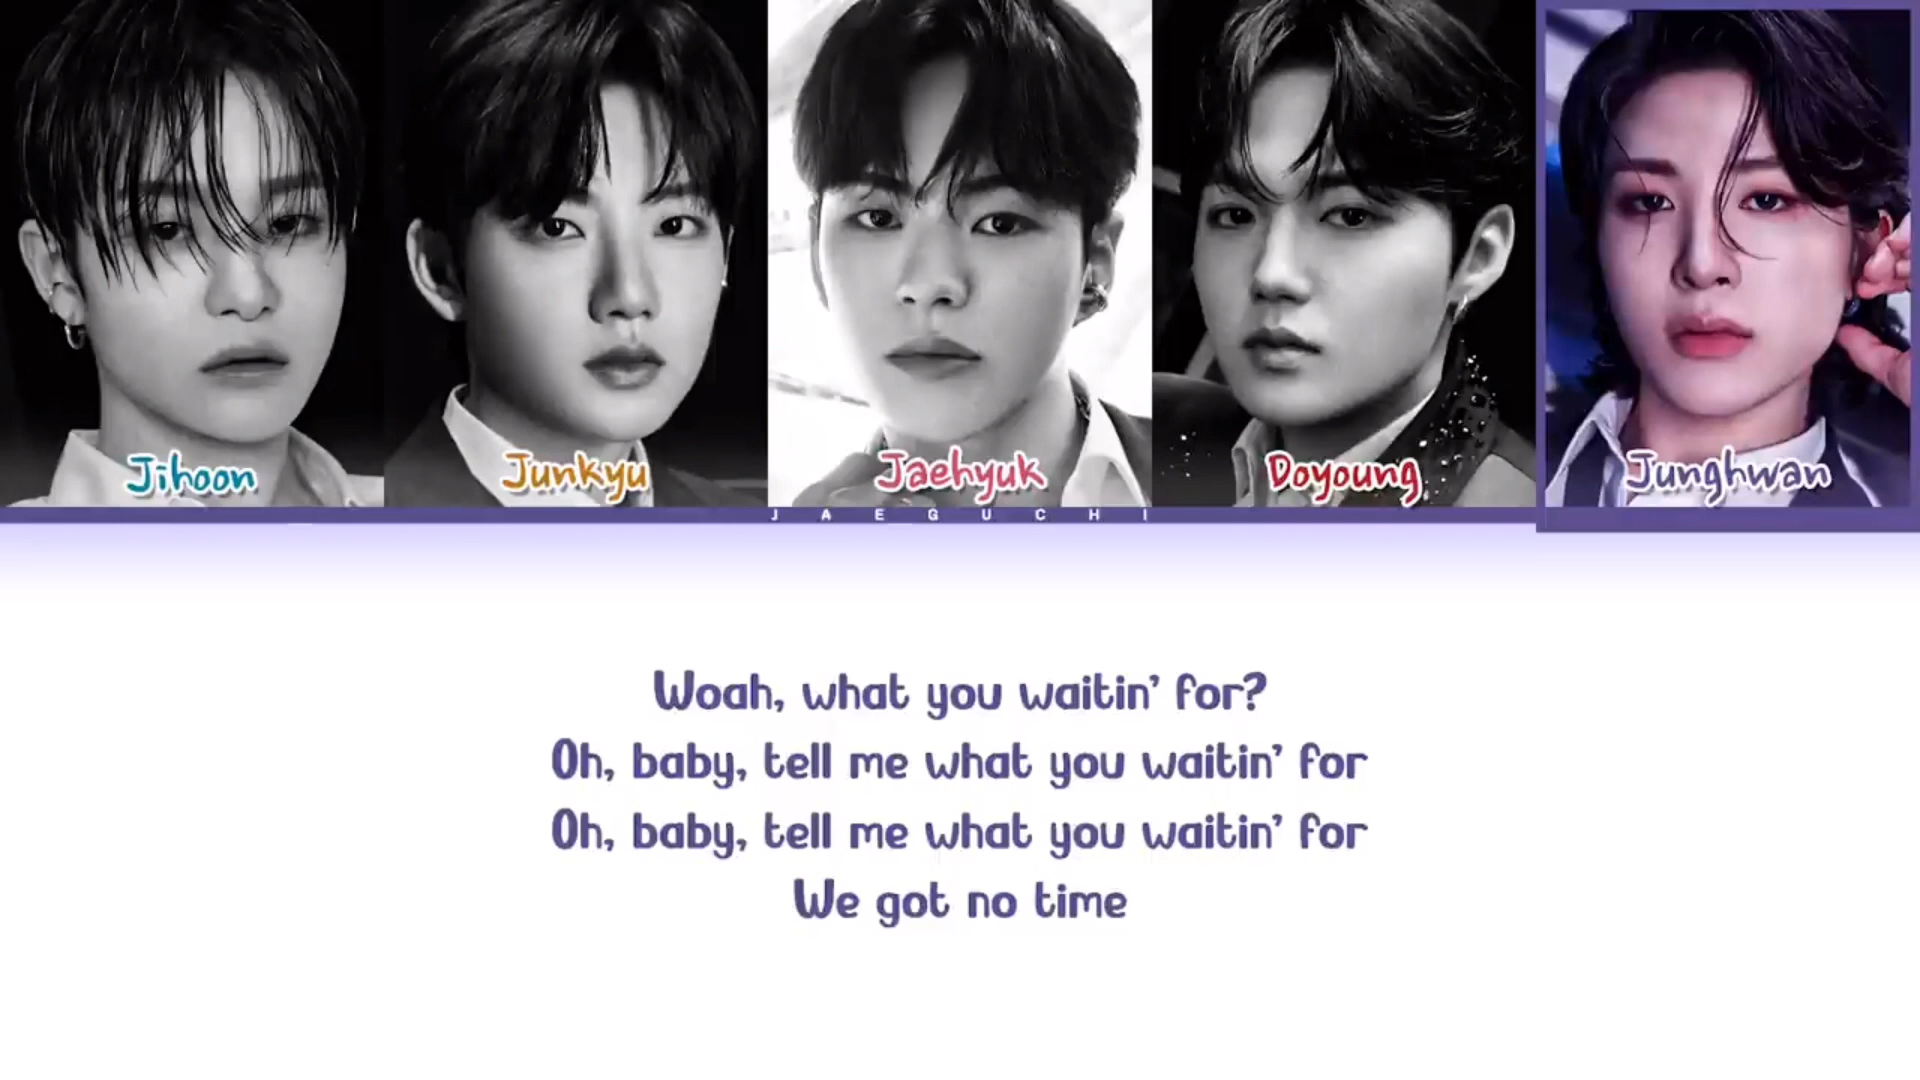 Jihoon
Junkyu
Jaehyuk
Doyoung
Junghwan
JAEGUCHI
Woah, what you waitin' for?
Oh, baby, tell me what you waitin' for
Oh, baby, tell me what you waitin' for
We got no time